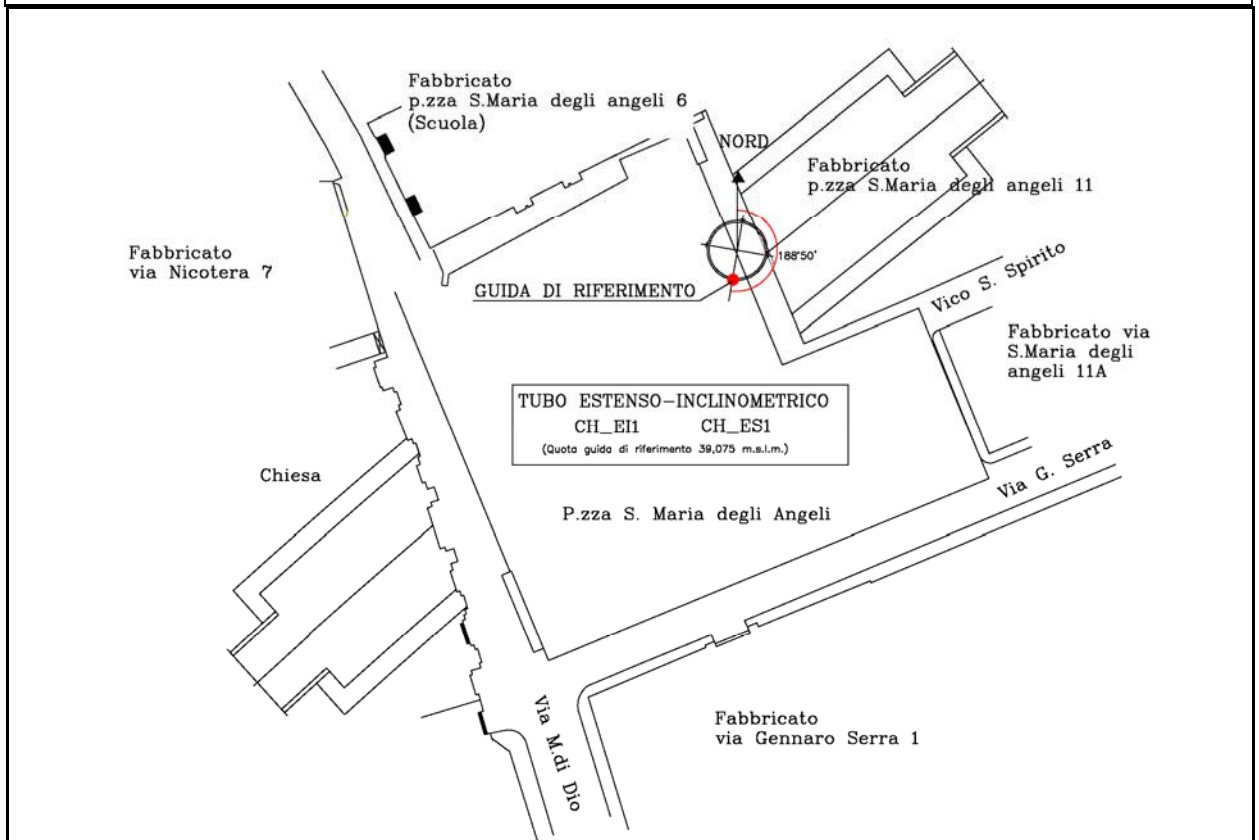 Fabbricato
p.zza S.Maria degli angeli 6
(Scuola)
NORD
Fabbricato
p.zza S.Maria degli angeli 11
Fabbricato
via Nicotera 7
188°50'
GUIDA DI RIFERIMENTO
Vico S. Spirito
Fabbricato via
S.Maria degli
angeli 11A
TUBO ESTENSO-INCLINOMETRICO
CH_EI1 CH_ES1
(Quota guida di riferimento 39,075 m.s.l.m.)
Chiesa
Via G. Serra
P.zza S. Maria degli Angeli
Via M.di Dio
Fabbricato
via Gennaro Serra 1